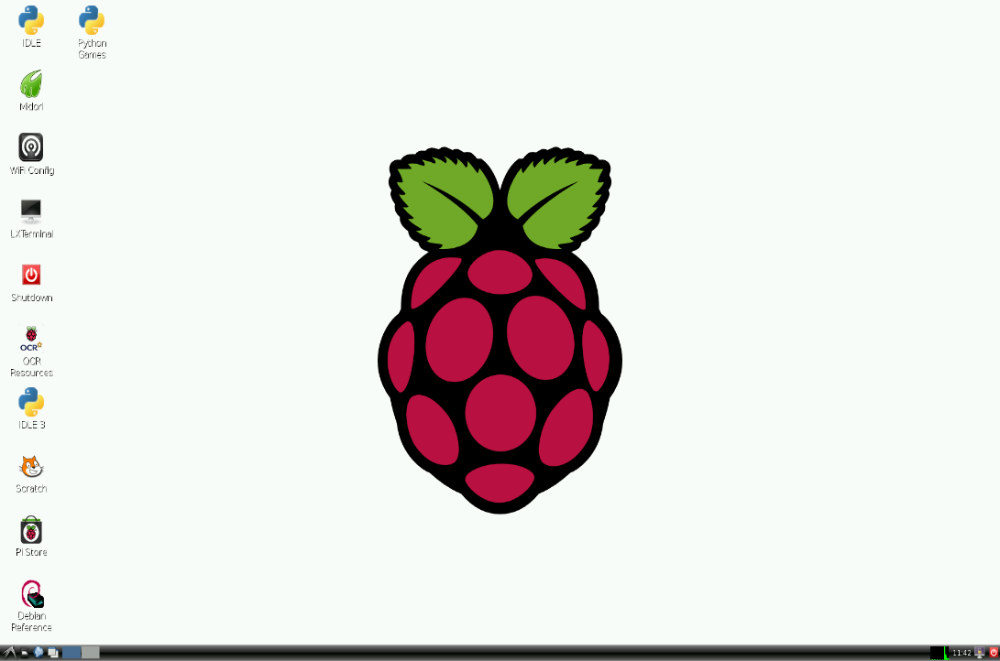 IDLE
Python
Games
Midori
WiFi Config
LXTerminal
Shutdown
OCR
OCR
Resources
IDLE 3
Scratch
Pi Store
Debian
Reference
11:42